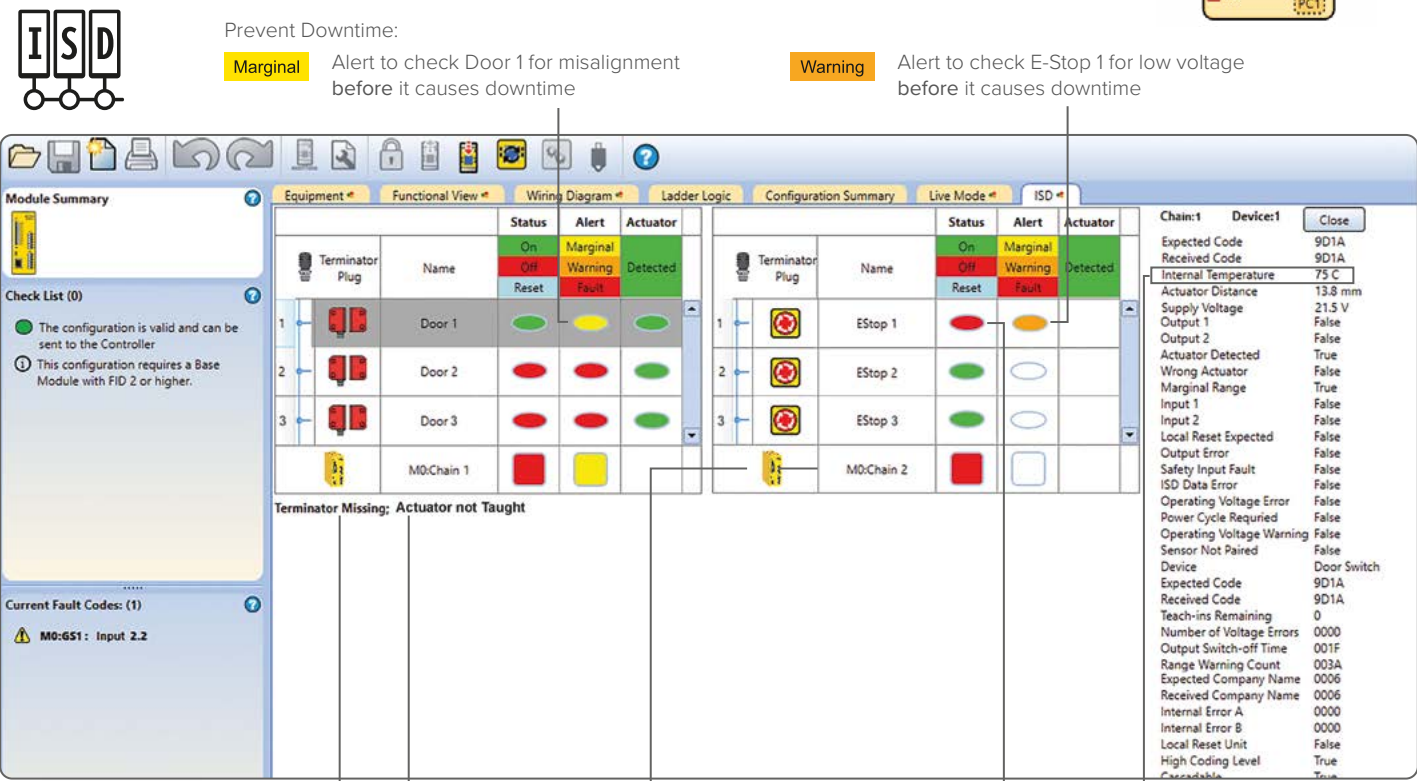 PC1
ISD
Prevent Downtime:
Marginal
Alert to check Door 1 for misalignment
before it causes downtime
Warning
Alert to check E-Stop 1 for low voltage
before it causes downtime
Module Summary
Check List (0)
The configuration is valid and can be
sent to the Controller
This configuration requires a Base
Module with FID 2 or higher.
Current Fault Codes: (1)
M0:GS1: Input 2.2
Equipment
Functional View
Wiring Diagram
Ladder Logic
Configuration Summary
Live Mode
ISD
Status Alert Actuator
Terminator
Plug
Name
On Marginal
Off Warning Detected
Reset Fault
1 Door 1
2 Door 2
3 Door 3
M0:Chain 1
Terminator Missing; Actuator not Taught
Status Alert Actuator
Terminator
Plug
Name
On Marginal
Off Warning Detected
Reset Fault
1 EStop 1
2 EStop 2
3 EStop 3
M0:Chain 2
Chain:1 Device:1 Close
Expected Code 9D1A
Received Code 9D1A
Internal Temperature 75 C
Actuator Distance 13.8 mm
Supply Voltage 21.5 V
Output 1 False
Output 2 False
Actuator Detected True
Wrong Actuator False
Marginal Range True
Input 1 False
Input 2 False
Local Reset Expected False
Output Error False
Safety Input Fault False
ISD Data Error False
Operating Voltage Error False
Power Cycle Requried False
Operating Voltage Warning False
Sensor Not Paired False
Device Door Switch
Expected Code 9D1A
Received Code 9D1A
Teach-ins Remaining 0
Number of Voltage Errors 0000
Output Switch-off Time 001F
Range Warning Count 003A
Expected Company Name 0006
Received Company Name 0006
Internal Error A 0000
Internal Error B 0000
Local Reset Unit False
High Coding Level True
Cascadable True